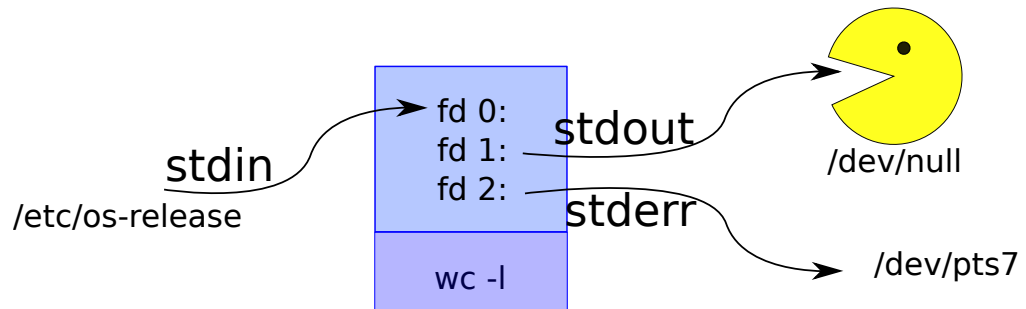 stdin
/etc/os-release
fd 0:
fd 1:
fd 2:
wc -l
stdout
stderr
/dev/null
/dev/pts7